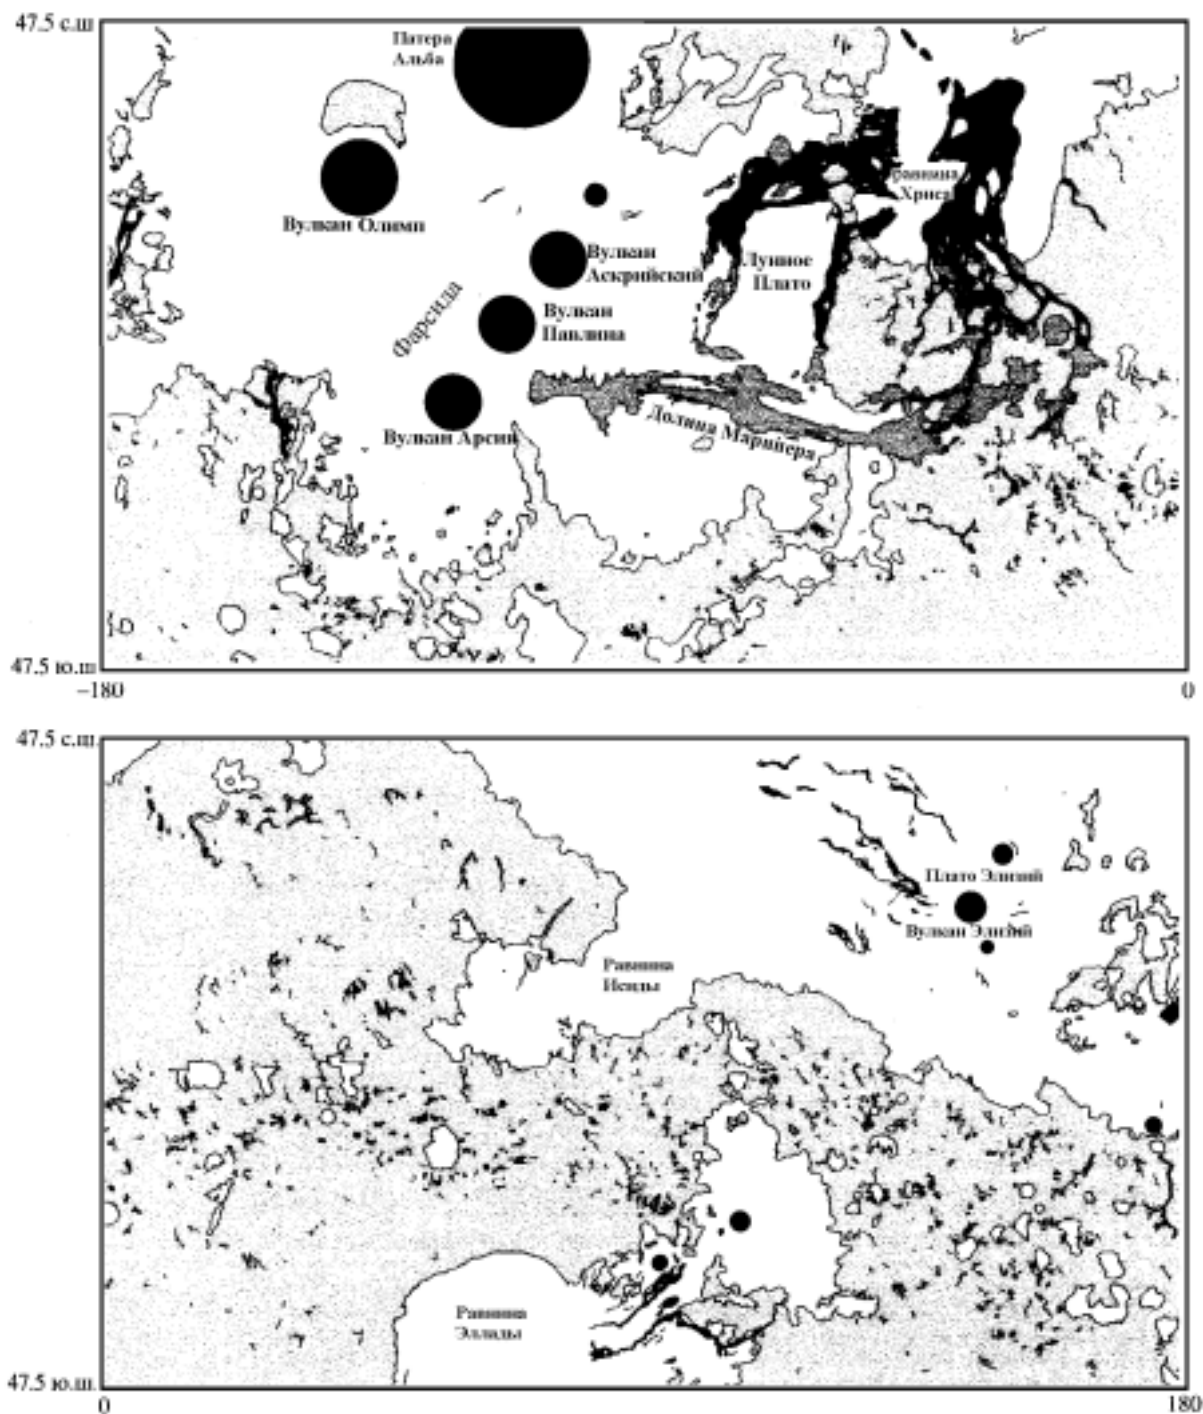 47.5 с.ш
Патера
Альба
равнина
Хриса
Вулкан Олимп
Вулкан
Аскрийский
Лунное
Плато
Фарсида
Вулкан
Павлина
Долина Маринера
Вулкан Арсия
47.5 ю.ш
–180
0
47.5 с.ш.
Плато Элизий
Вулкан Элизий
Равнина
Исиды
Равнина
Эллады
47.5 ю.ш.
0
180